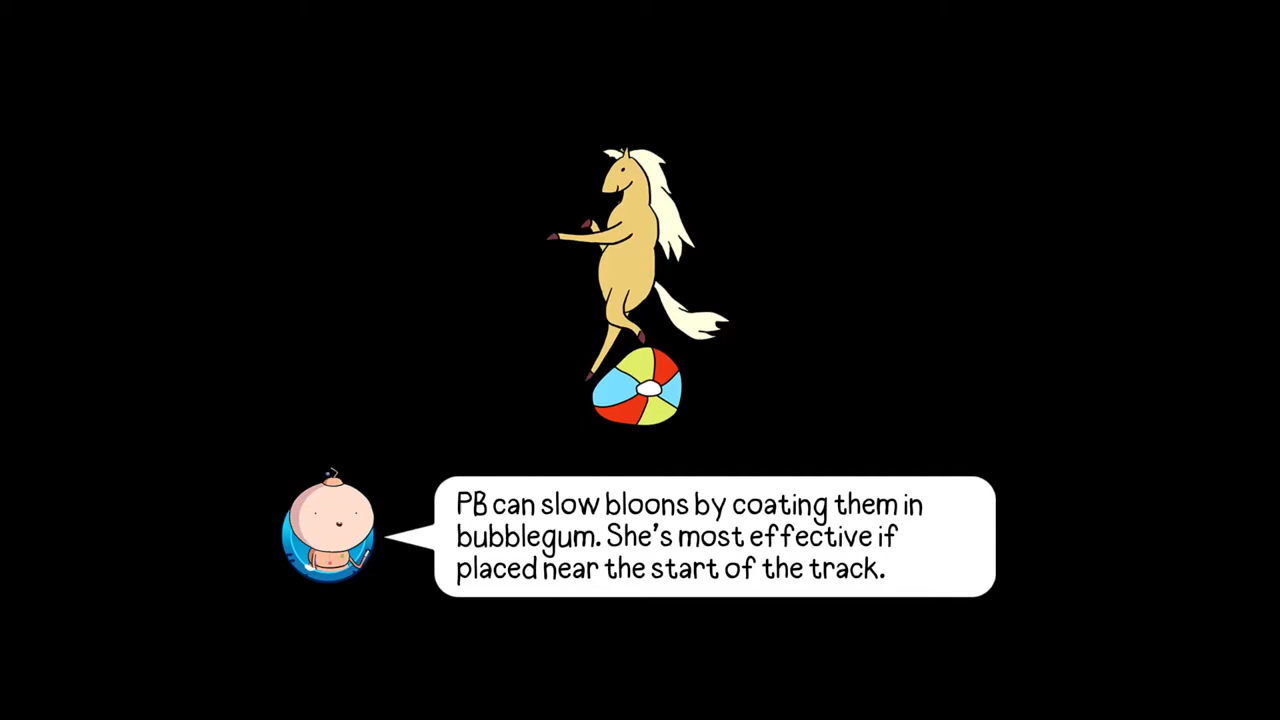 PB can slow bloons by coating them in
bubblegum. She's most effective if
placed near the start of the track.